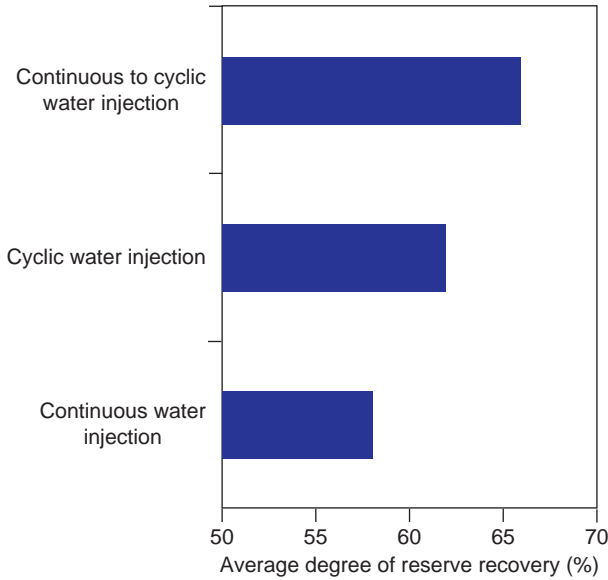 Continuous to cyclic
water injection
Cyclic water injection
Continuous water
injection
50 55 60 65 70
Average degree of reserve recovery (%)